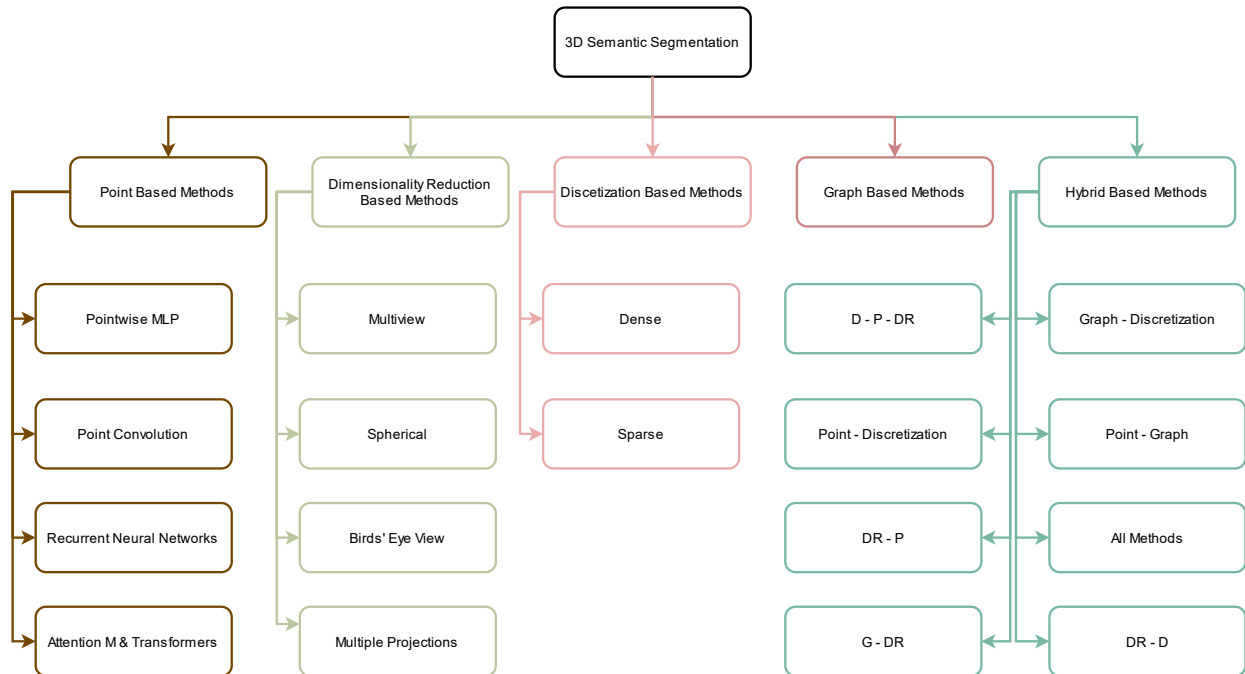 3D Semantic Segmentation
Point Based Methods
Dimensionality Reduction
Based Methods
Discetization Based Methods
Graph Based Methods
Hybrid Based Methods
Pointwise MLP
Multiview
Dense
D - P - DR
Graph - Discretization
Point Convolution
Spherical
Sparse
Point - Discretization
Point - Graph
Recurrent Neural Networks
Birds' Eye View
DR - P
All Methods
Attention M & Transformers
Multiple Projections
G - DR
DR - D